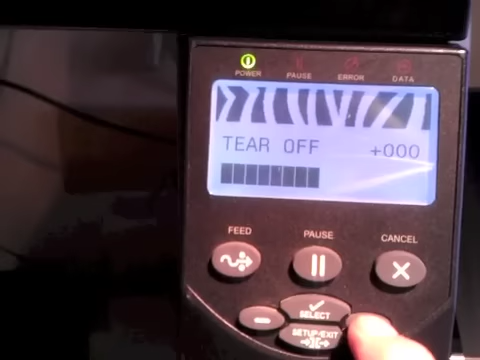 POWER PAUSE ERROR DATA
TEAR OFF +000
FEED PAUSE CANCEL
SELECT
SETUP-EXIT